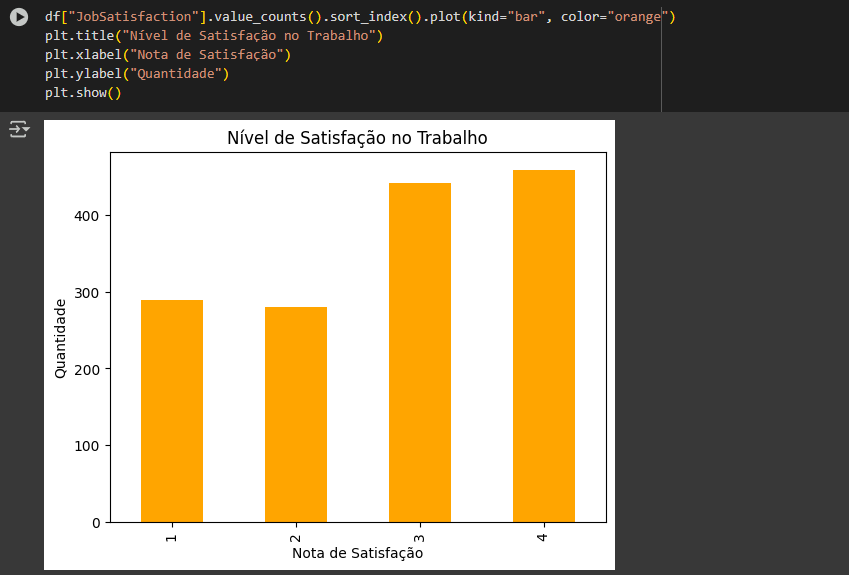 df["JobSatisfaction"].value_counts().sort_index().plot(kind="bar", color="orange")
plt.title("Nível de Satisfação no Trabalho")
plt.xlabel("Nota de Satisfação")
plt.ylabel("Quantidade")
plt.show()
Nível de Satisfação no Trabalho
400
300
200
100
0
Quantidade
1
2
3
4
Nota de Satisfação